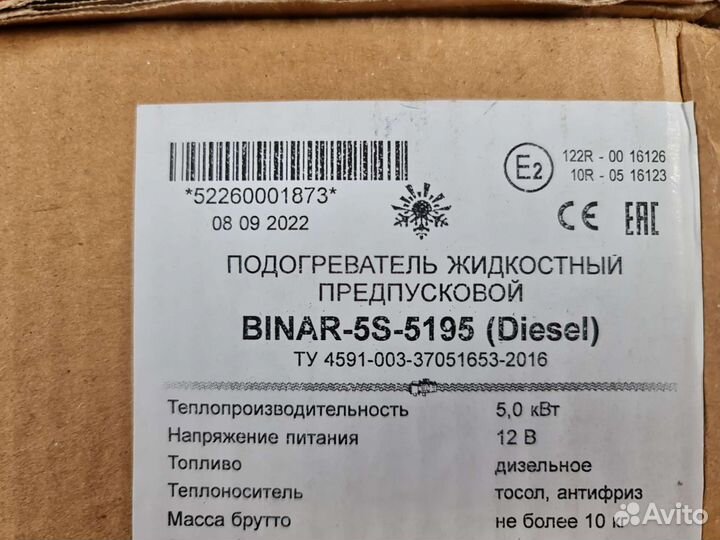 *52260001873*
08 09 2022
E2
122R - 00 16126
10R - 05 16123
CE EAC
ПОДОГРЕВАТЕЛЬ ЖИДКОСТНЫЙ
ПРЕДПУСКОВОЙ
BINAR-5S-5195 (Diesel)
ТУ 4591-003-37051653-2016
Теплопроизводительность 5,0 кВт
Напряжение питания 12 В
Топливо дизельное
Теплоноситель тосол, антифриз
Масса брутто не более 10 кг
Avito